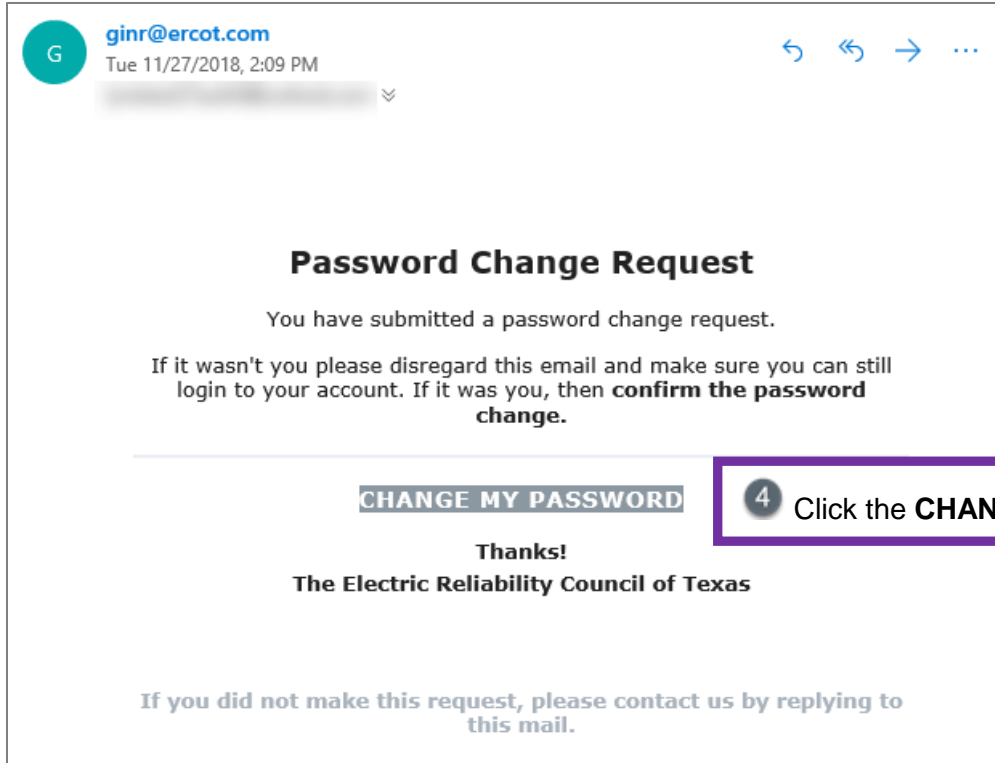 G
ginr@ercot.com
Tue 11/27/2018, 2:09 PM
Password Change Request
You have submitted a password change request.
If it wasn't you please disregard this email and make sure you can still
login to your account. If it was you, then confirm the password
change.
CHANGE MY PASSWORD
4 Click the CHAN
Thanks!
The Electric Reliability Council of Texas
If you did not make this request, please contact us by replying to
this mail.